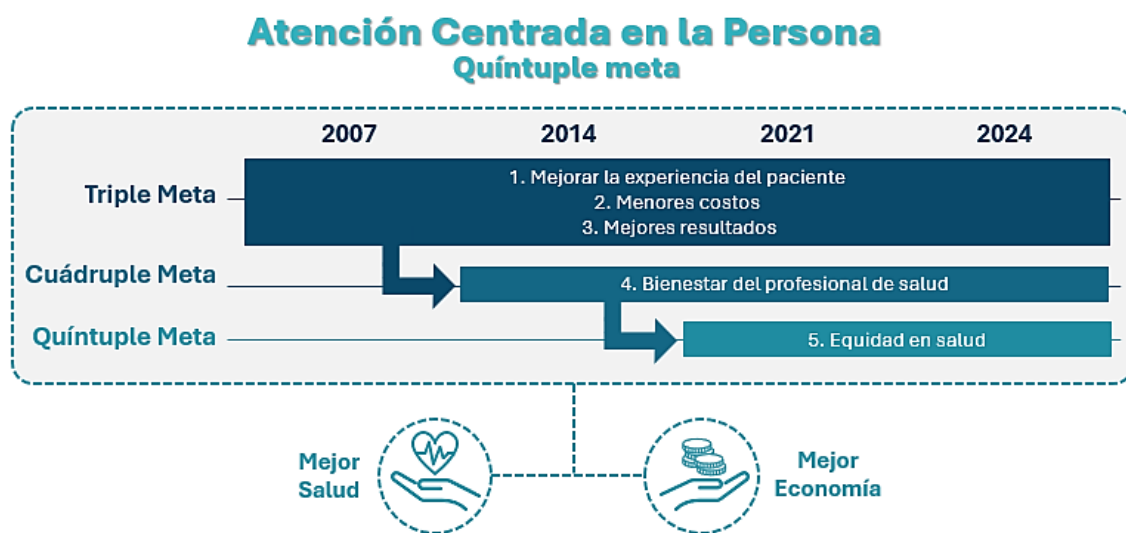 Atención Centrada en la Persona
Quíntuple meta
2007 2014 2021 2024
Triple Meta
1. Mejorar la experiencia del paciente
2. Menores costos
3. Mejores resultados
Cuádruple Meta
4. Bienestar del profesional de salud
Quíntuple Meta
5. Equidad en salud
Mejor
Salud
Mejor
Economía